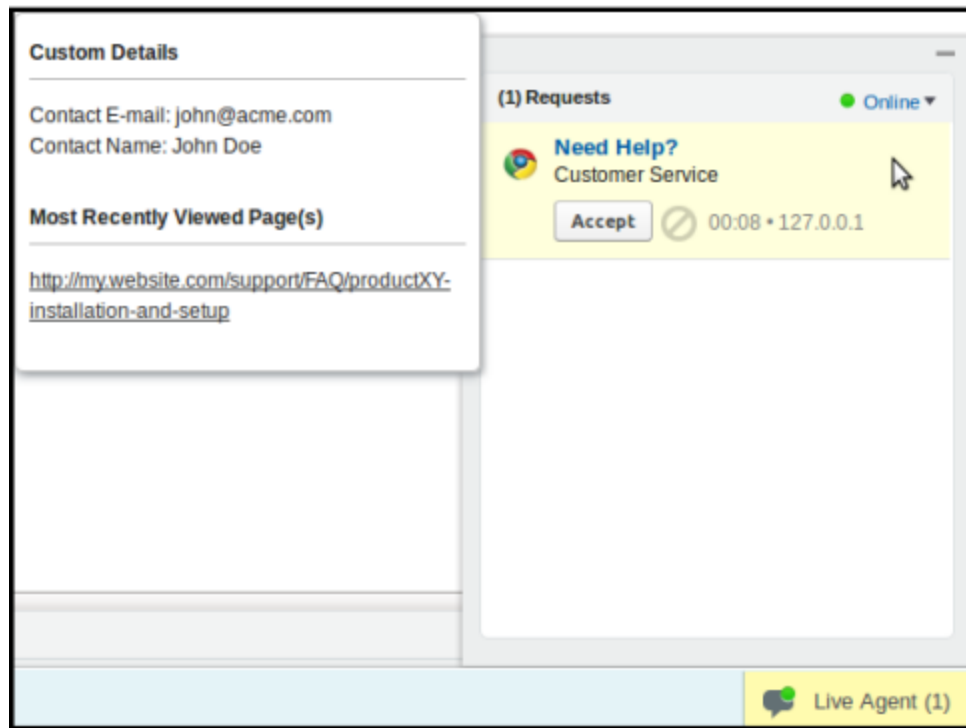 Custom Details
Contact E-mail: john@acme.com
Contact Name: John Doe
Most Recently Viewed Page(s)
http://my.website.com/support/FAQ/productXY-
installation-and-setup
(1) Requests
Online
Need Help?
Customer Service
Accept
00:08 • 127.0.0.1
Live Agent (1)